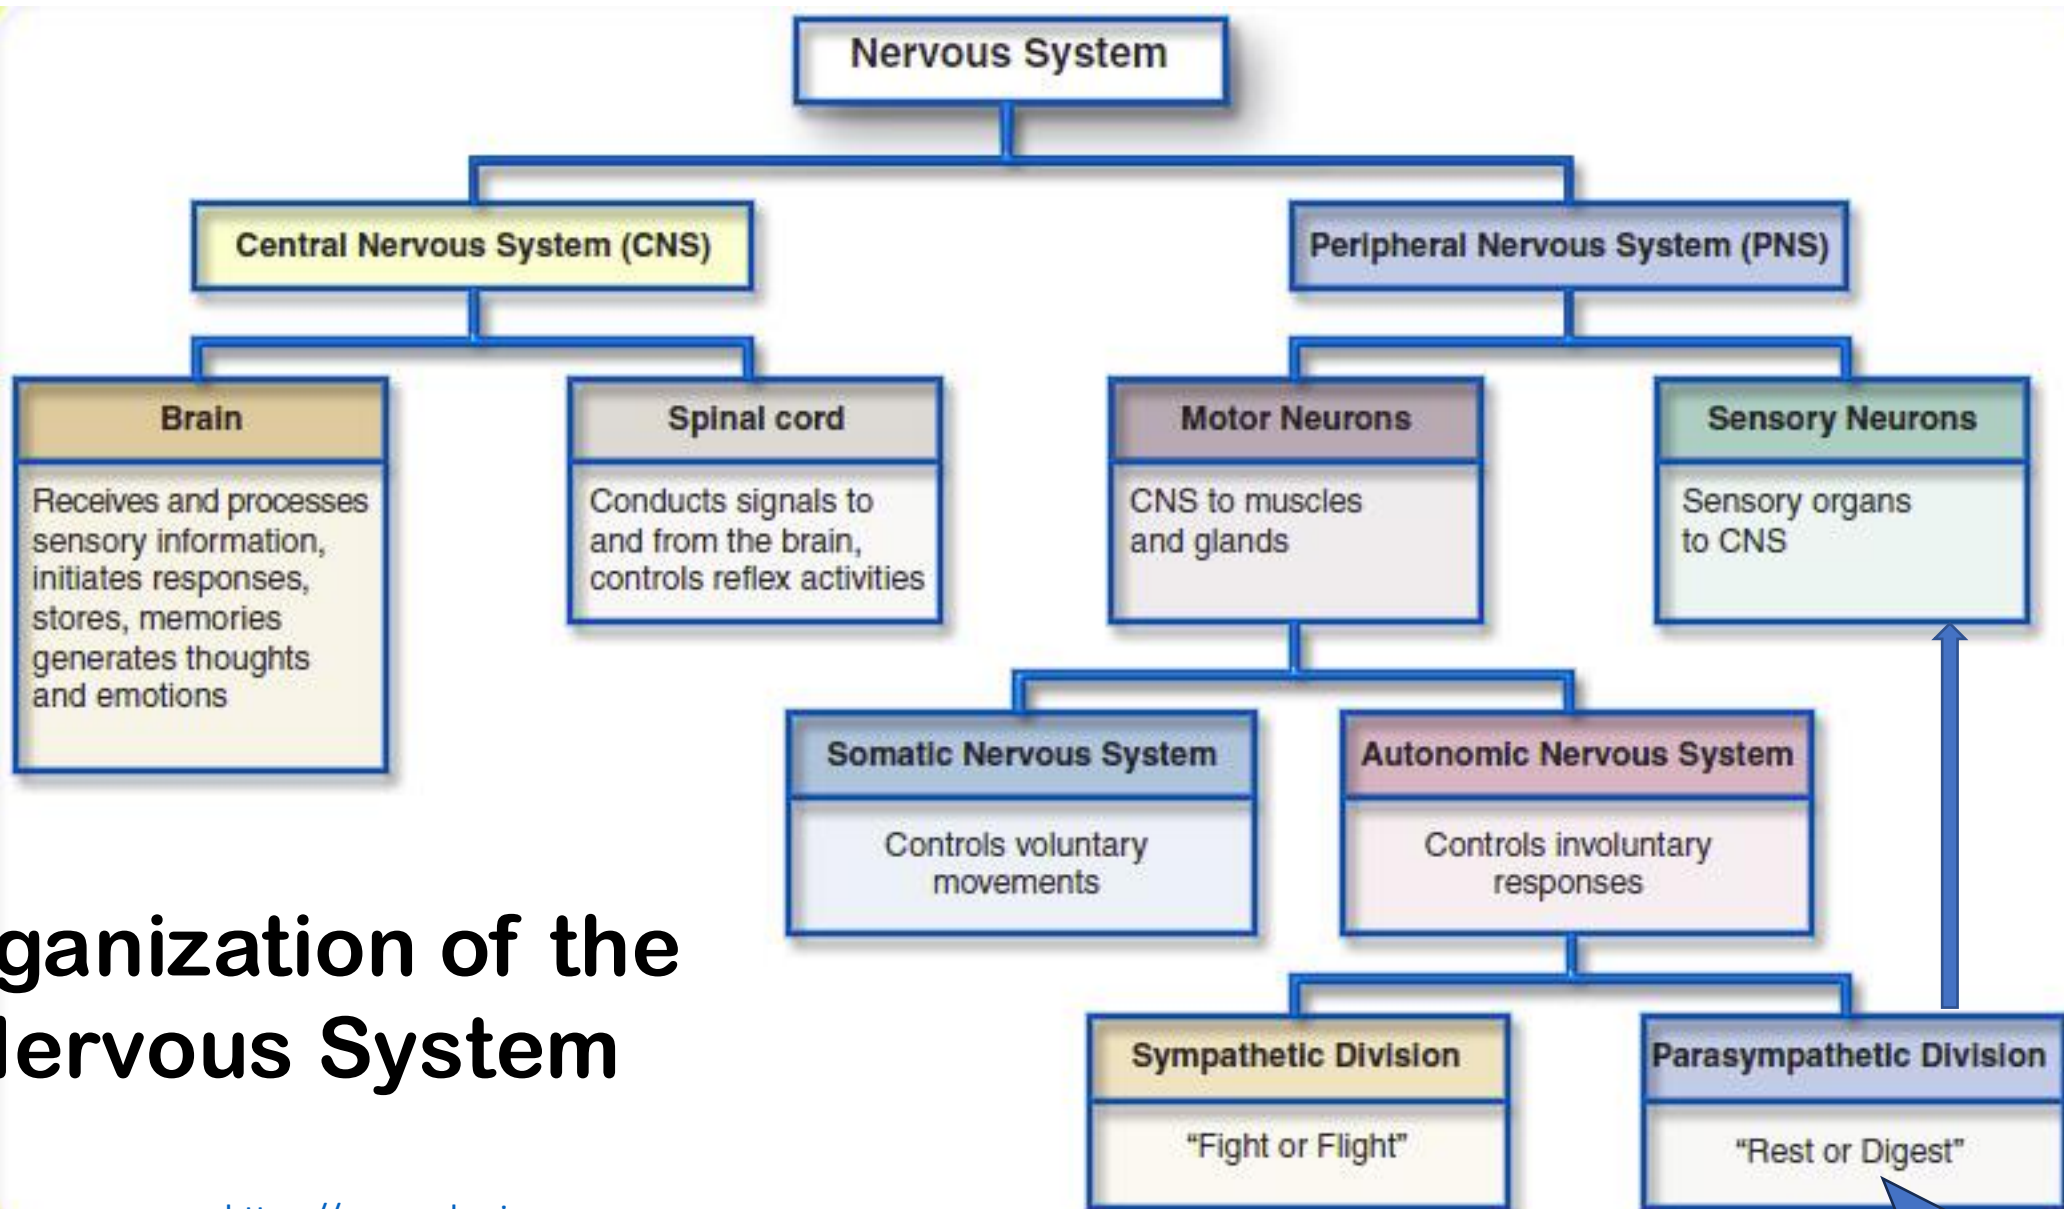 Nervous System
Central Nervous System (CNS)
Peripheral Nervous System (PNS)
Brain
Receives and processes
sensory information,
initiates responses,
stores, memories
generates thoughts
and emotions
Spinal cord
Conducts signals to
and from the brain,
controls reflex activities
Motor Neurons
CNS to muscles
and glands
Sensory Neurons
Sensory organs
to CNS
Somatic Nervous System
Controls voluntary
movements
Autonomic Nervous System
Controls involuntary
responses
Sympathetic Division
"Fight or Flight"
Parasympathetic Division
"Rest or Digest"
ganization of the
ervous System